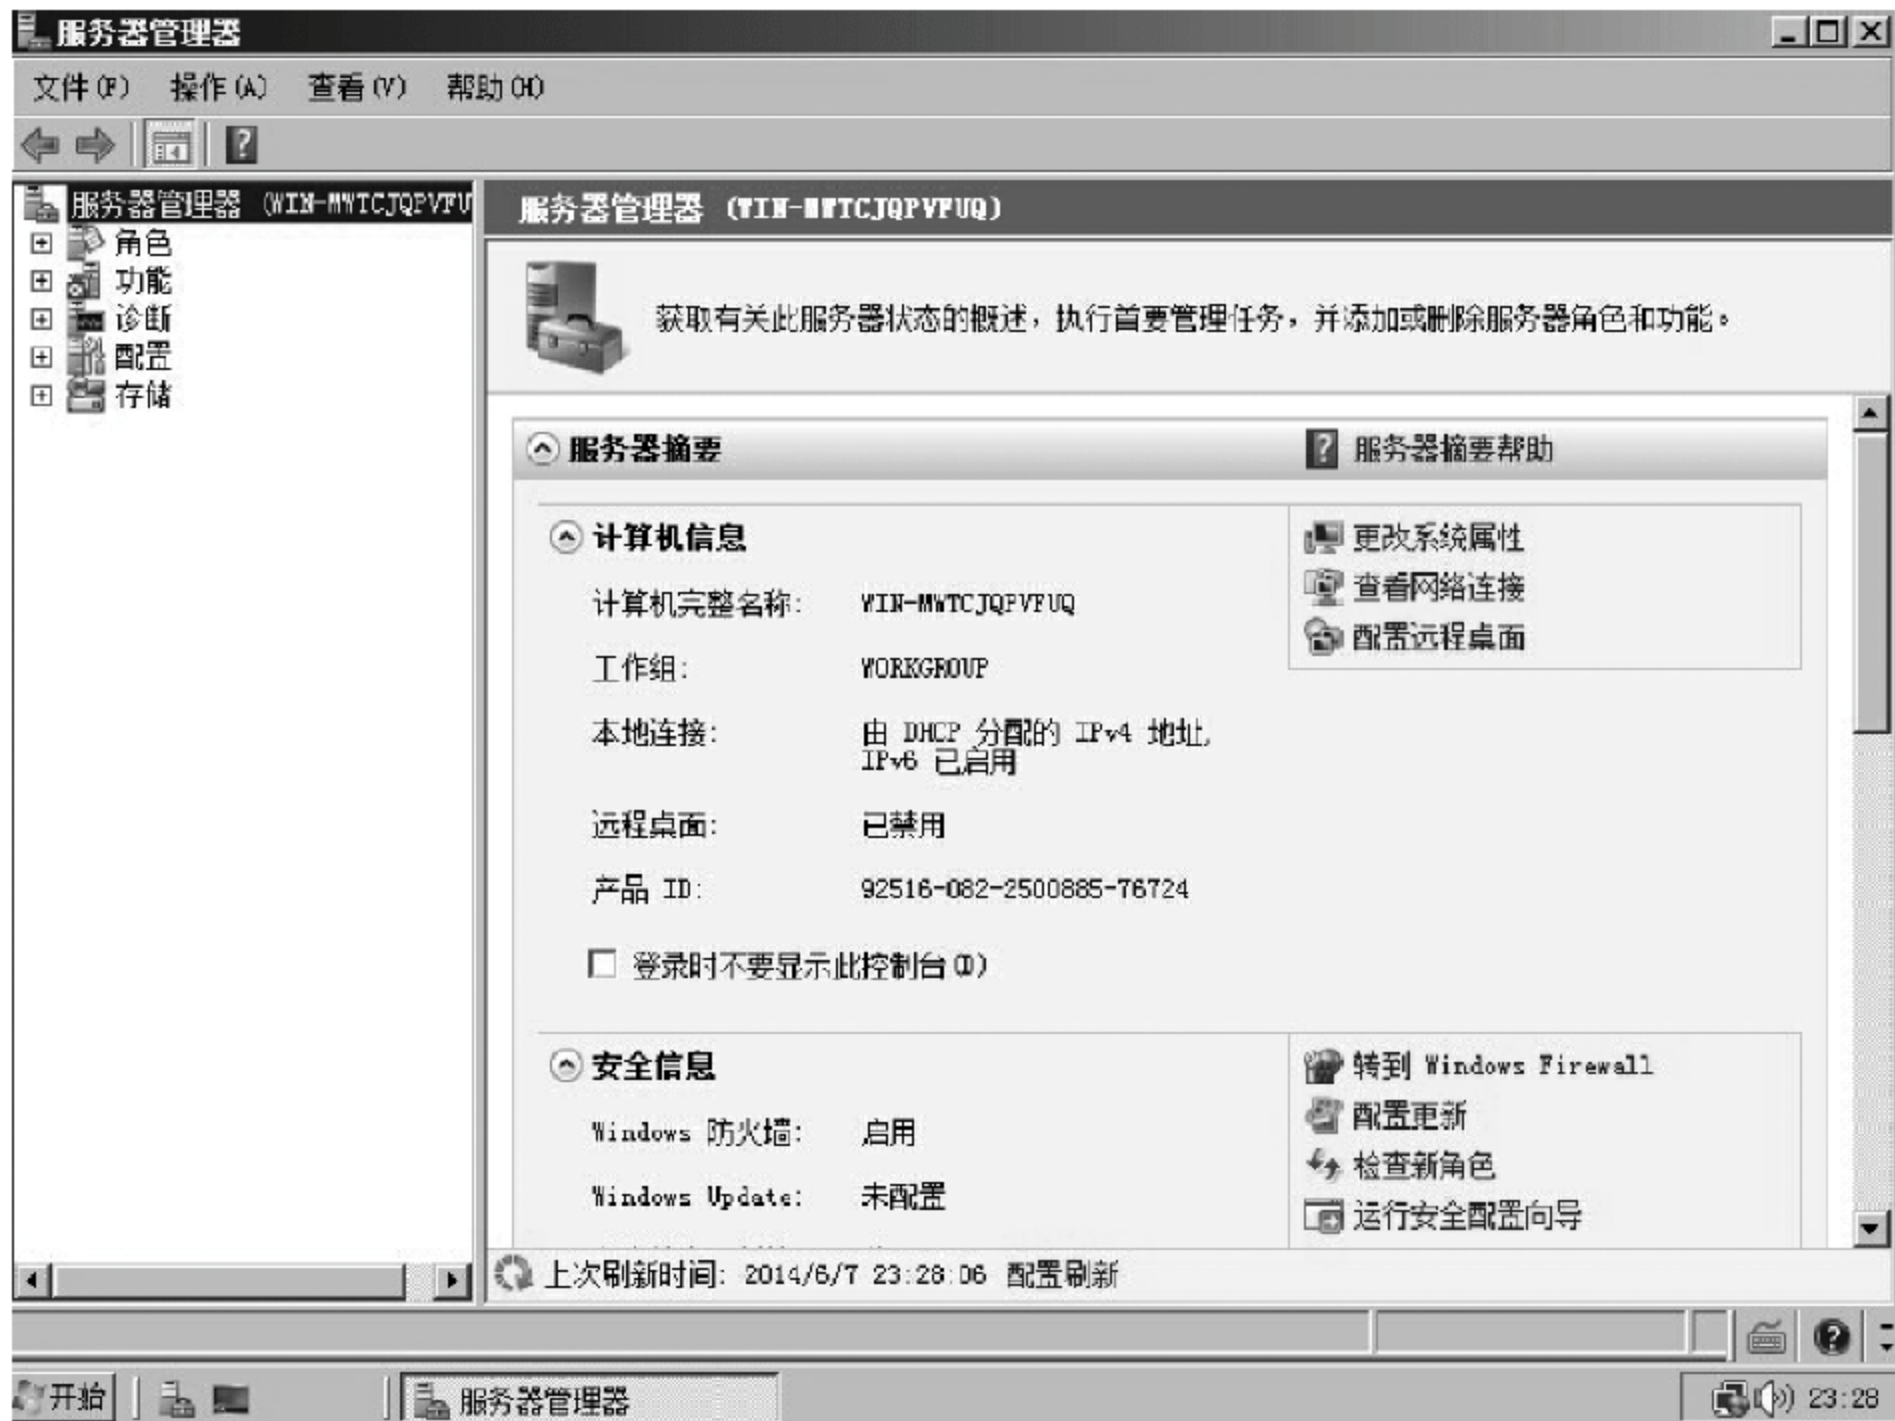 服务器管理器
文件(F) 操作(A) 查看(V) 帮助(H)
服务器管理器 (WIN-MWTCJQPVFU
角色
功能
诊断
配置
存储
服务器管理器 (WIN-MWTCJQPVFUQ)
获取有关此服务器状态的概述，执行首要管理任务，并添加或删除服务器角色和功能。
服务器摘要
服务器摘要帮助
计算机信息
计算机完整名称: WIN-MWTCJQPVFUQ
工作组: WORKGROUP
本地连接: 由 DHCP 分配的 IPv4 地址,
IPv6 已启用
远程桌面: 已禁用
产品 ID: 92516-082-2500885-76724
登录时不要显示此控制台(D)
更改系统属性
查看网络连接
配置远程桌面
安全信息
Windows 防火墙: 启用
Windows Update: 未配置
转到 Windows Firewall
配置更新
检查新角色
运行安全配置向导
上次刷新时间: 2014/6/7 23:28:06 配置刷新
开始
服务器管理器
23:28